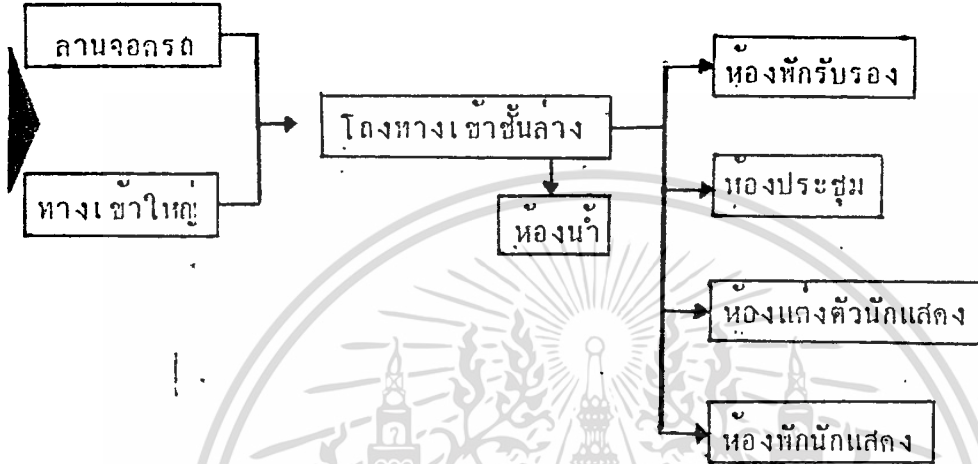 ลานจอดรถ
ทางเข้าใหญ่
โถงทางเข้าชั้นล่าง
ห้องน้ำ
ห้องพักรับรอง
ห้องประชุม
ห้องแต่งตัวนักแสดง
ห้องพักนักแสดง